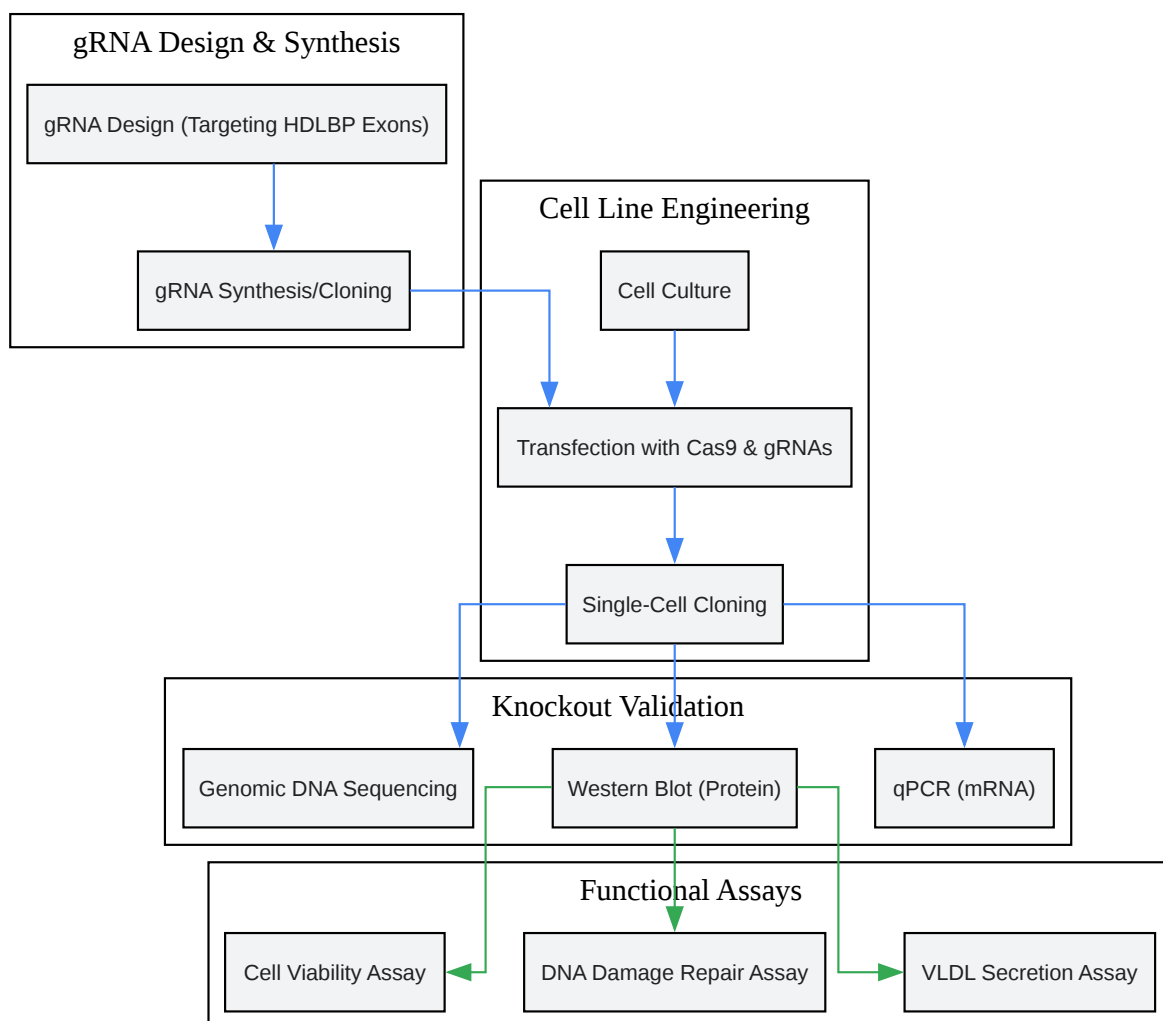 gRNA Design & Synthesis
gRNA Design (Targeting HDLBP Exons)
gRNA Synthesis/Cloning
Cell Line Engineering
Cell Culture
Transfection with Cas9 & gRNAs
Single-Cell Cloning
Knockout Validation
Genomic DNA Sequencing
Western Blot (Protein)
qPCR (mRNA)
Functional Assays
Cell Viability Assay
DNA Damage Repair Assay
VLDL Secretion Assay